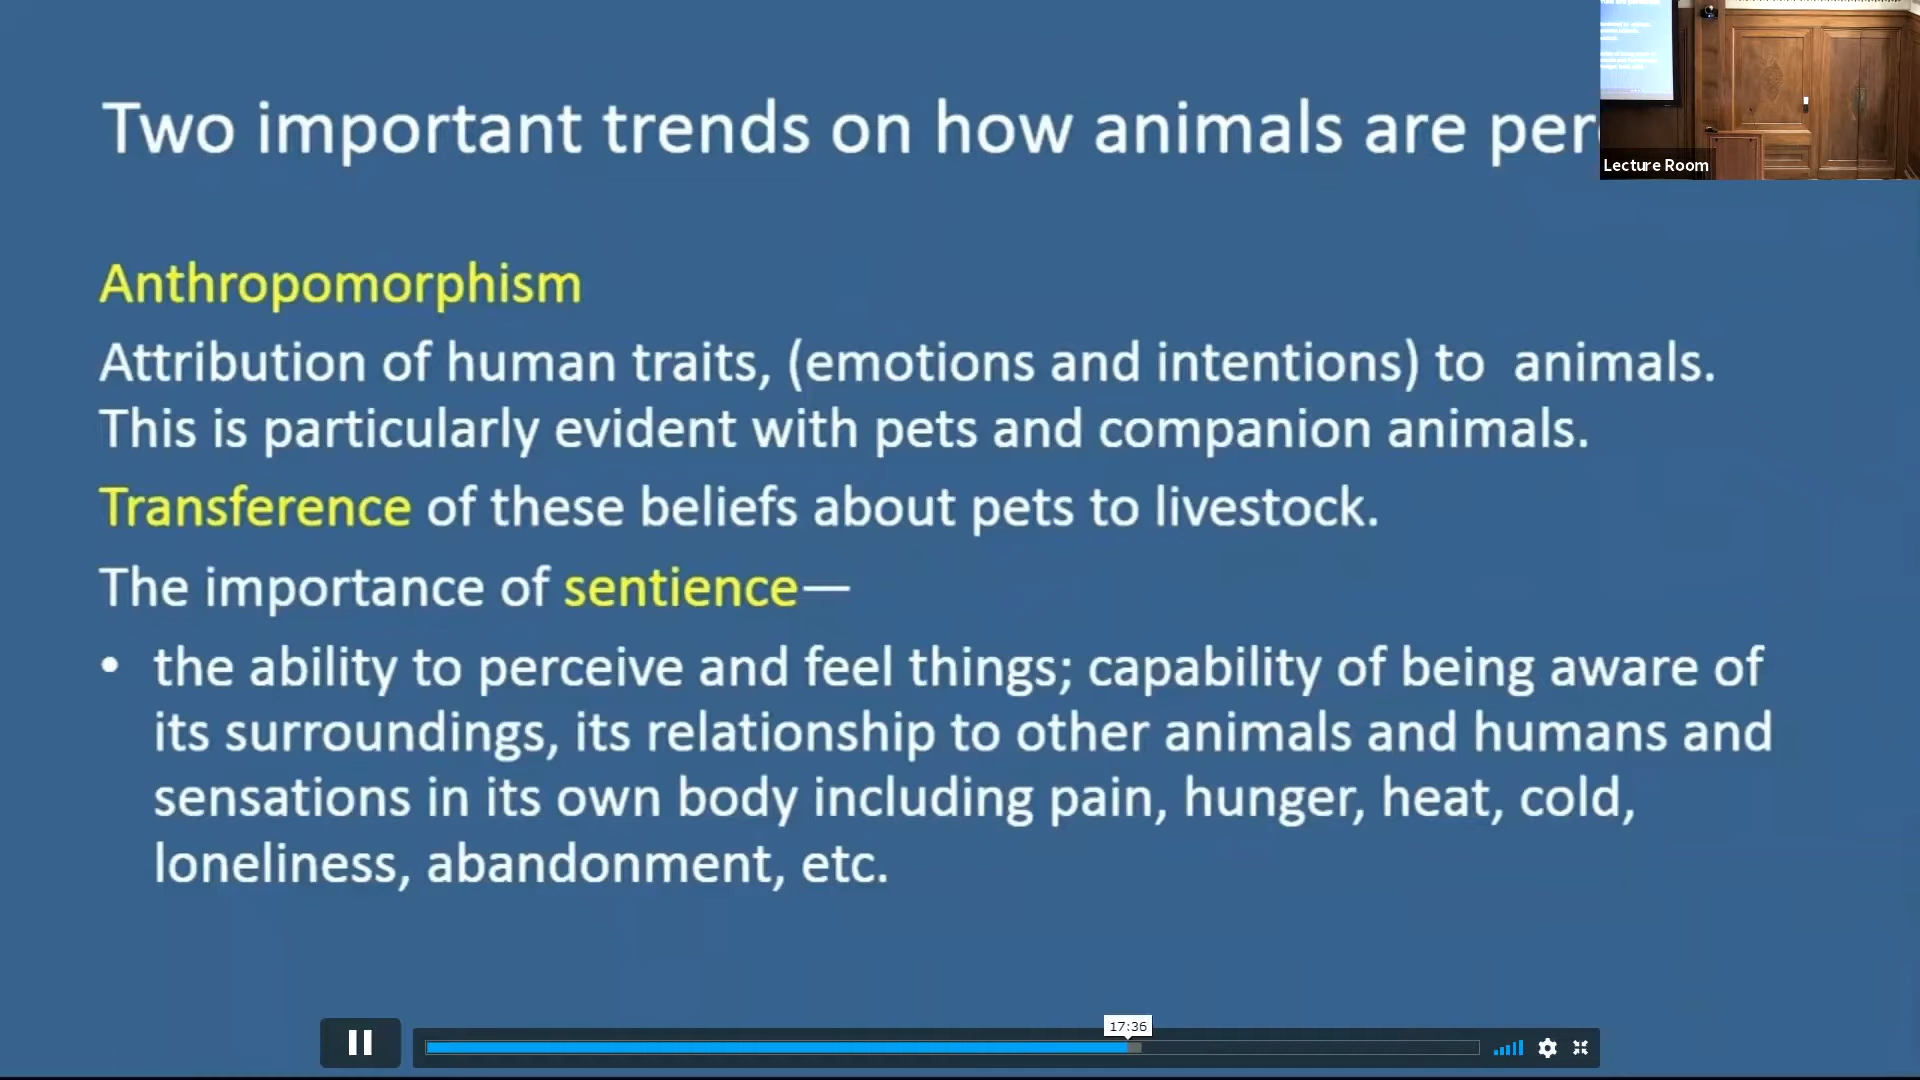 Two important trends on how animals are per
Lecture Room
Anthropomorphism
Attribution of human traits, (emotions and intentions) to  animals.
This is particularly evident with pets and companion animals.
Transference of these beliefs about pets to livestock.
The importance of sentience—
• the ability to perceive and feel things; capability of being aware of
its surroundings, its relationship to other animals and humans and
sensations in its own body including pain, hunger, heat, cold,
loneliness, abandonment, etc.
17:36